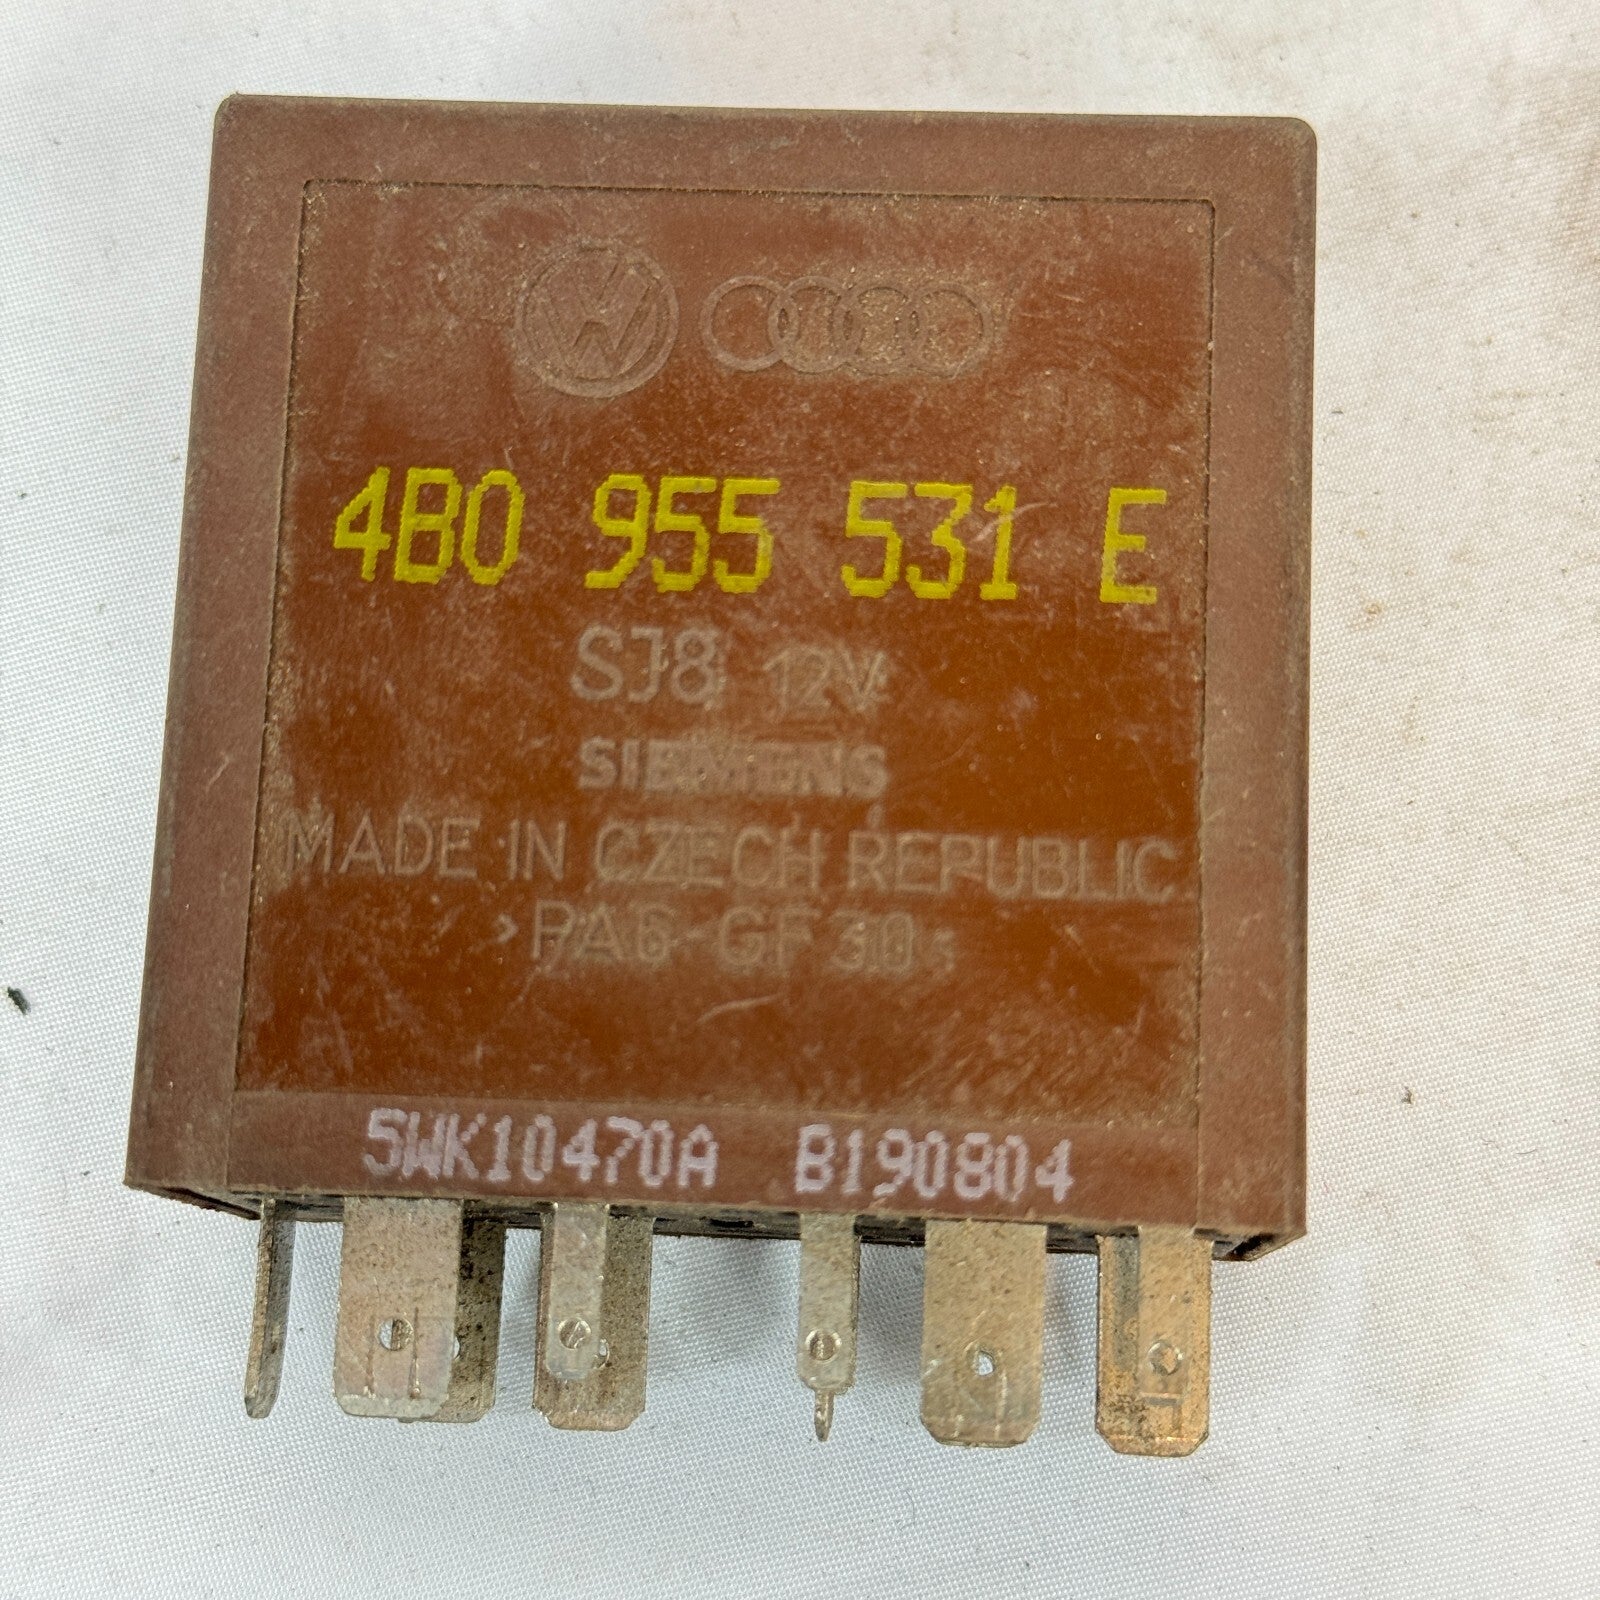 4B0 955 531 E
SJ8 12V
SIEMENS
MADE IN CZECH REPUBLIC
>PA6-GF30<
5WK10470A B190804